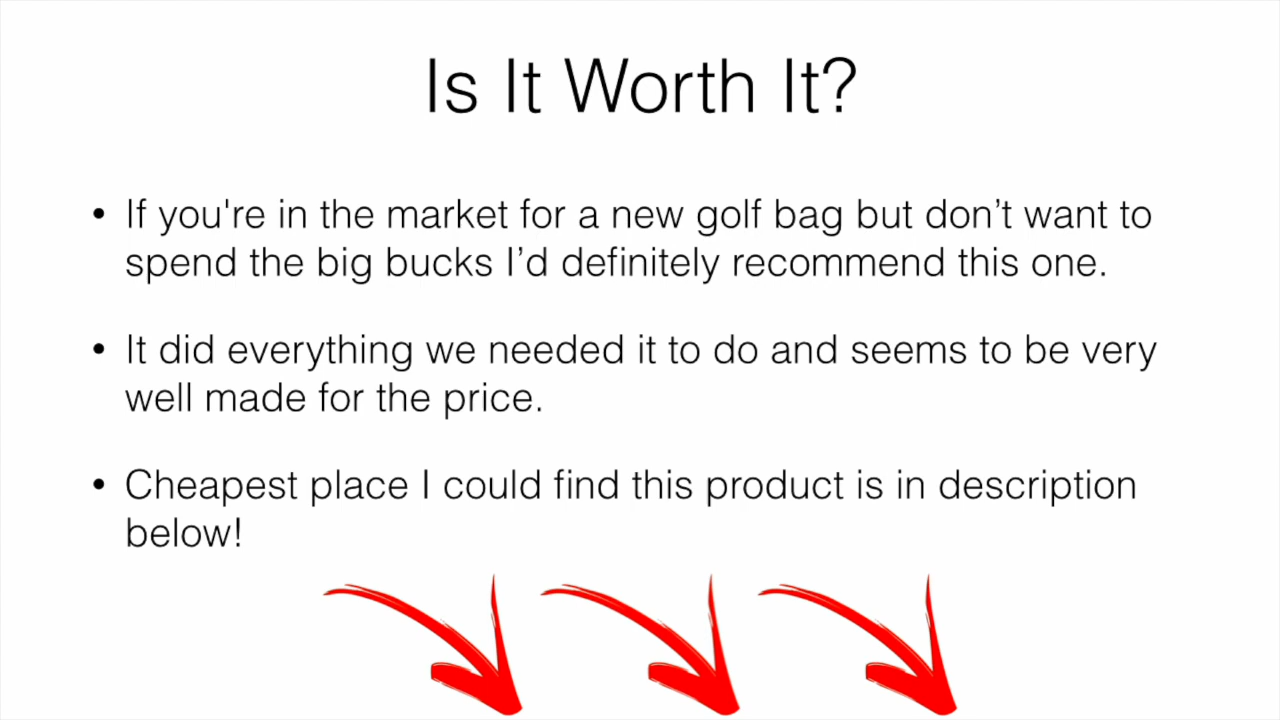 Is It Worth It?
• If you're in the market for a new golf bag but don’t want to
spend the big bucks I’d definitely recommend this one.
• It did everything we needed it to do and seems to be very
well made for the price.
• Cheapest place I could find this product is in description
below!